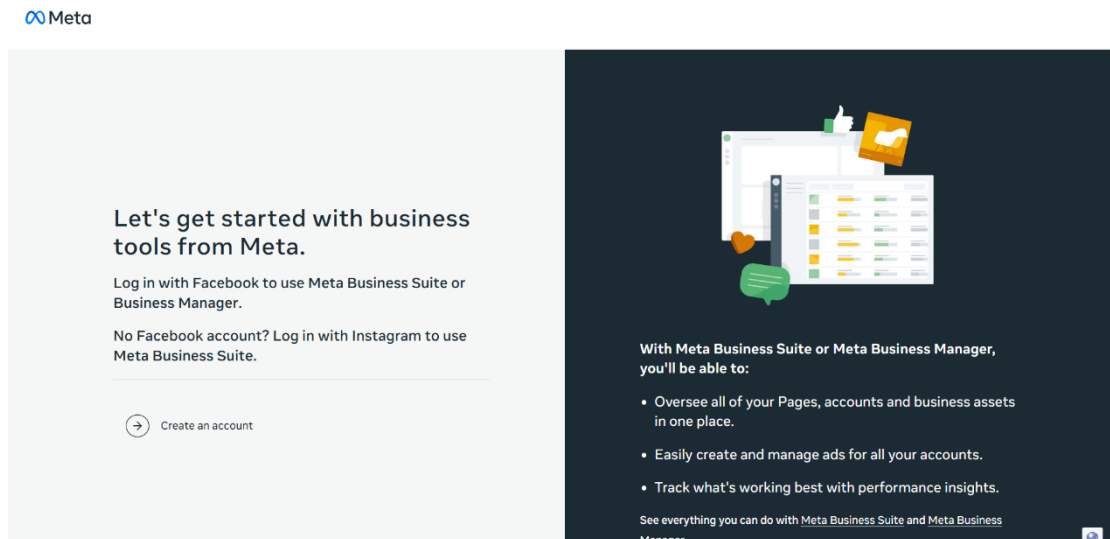 Meta
Let's get started with business
tools from Meta.
Log in with Facebook to use Meta Business Suite or
Business Manager.
No Facebook account? Log in with Instagram to use
Meta Business Suite.
Create an account
With Meta Business Suite or Meta Business Manager,
you'll be able to:
• Oversee all of your Pages, accounts and business assets
in one place.
• Easily create and manage ads for all your accounts.
• Track what's working best with performance insights.
See everything you can do with Meta Business Suite and Meta Business
Manager